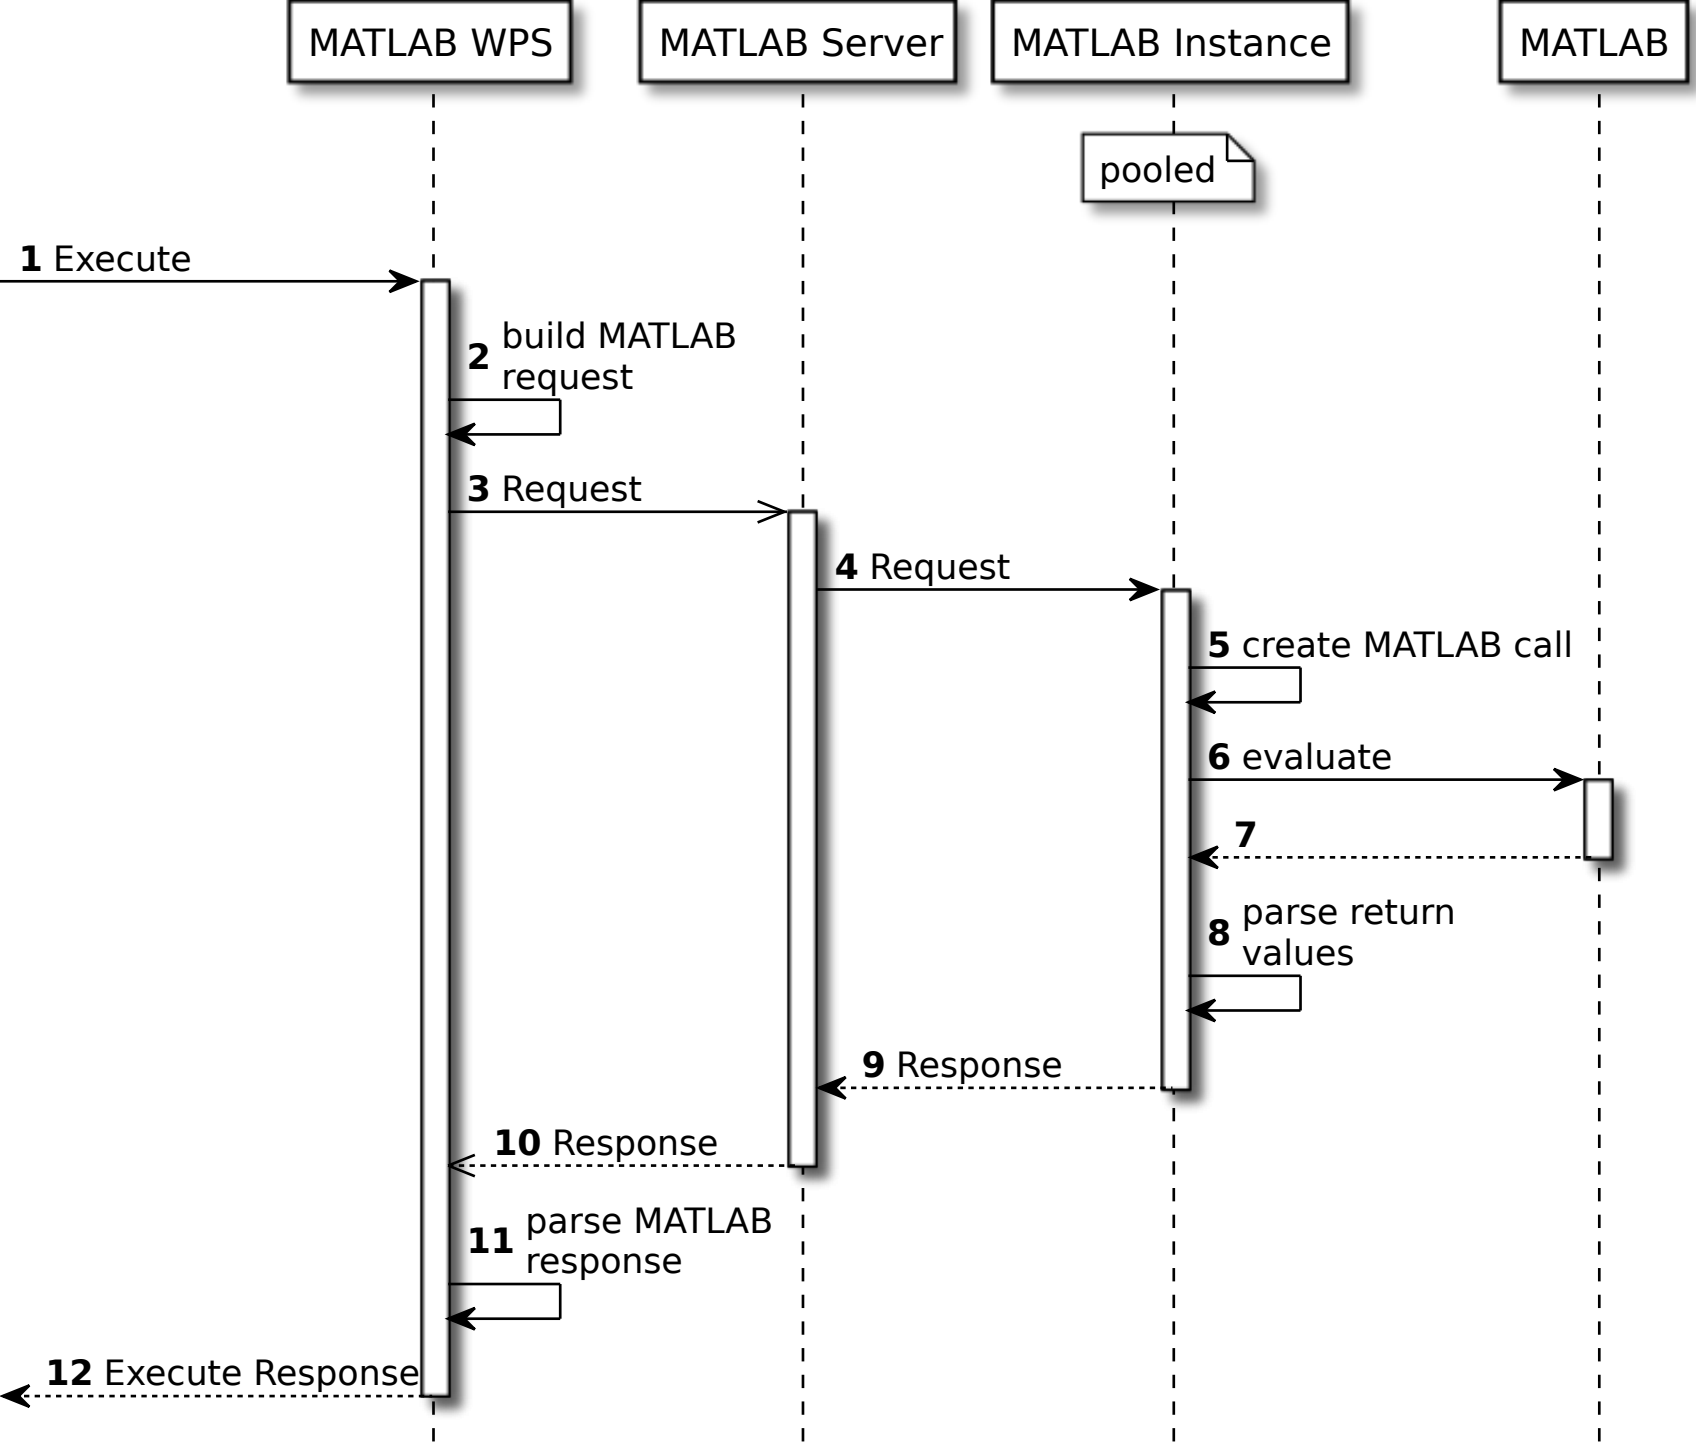 MATLAB WPS
MATLAB Server
MATLAB Instance
MATLAB
pooled
1 Execute
2 build MATLAB
request
3 Request
4 Request
5 create MATLAB call
6 evaluate
7
8 parse return
values
9 Response
10 Response
11 parse MATLAB
response
12 Execute Response